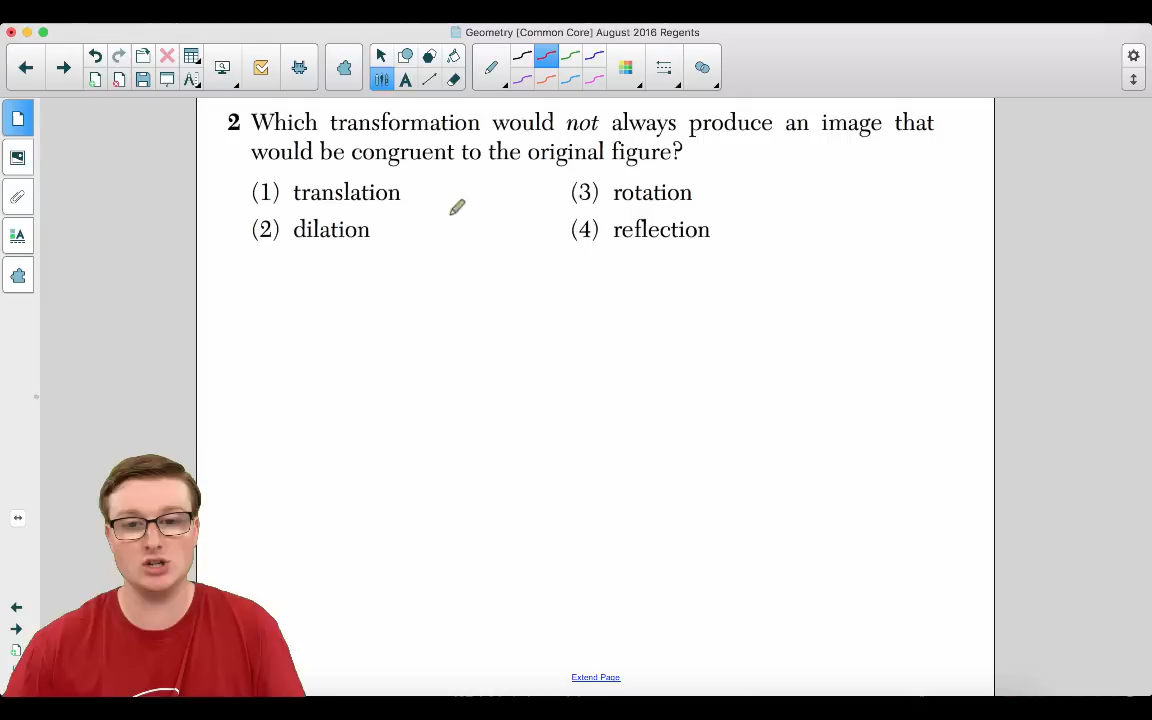 Geometry [Common Core] August 2016 Regents
2 Which transformation would not always produce an image that
would be congruent to the original figure?
(1) translation (3) rotation
(2) dilation (4) reflection
Extend Page